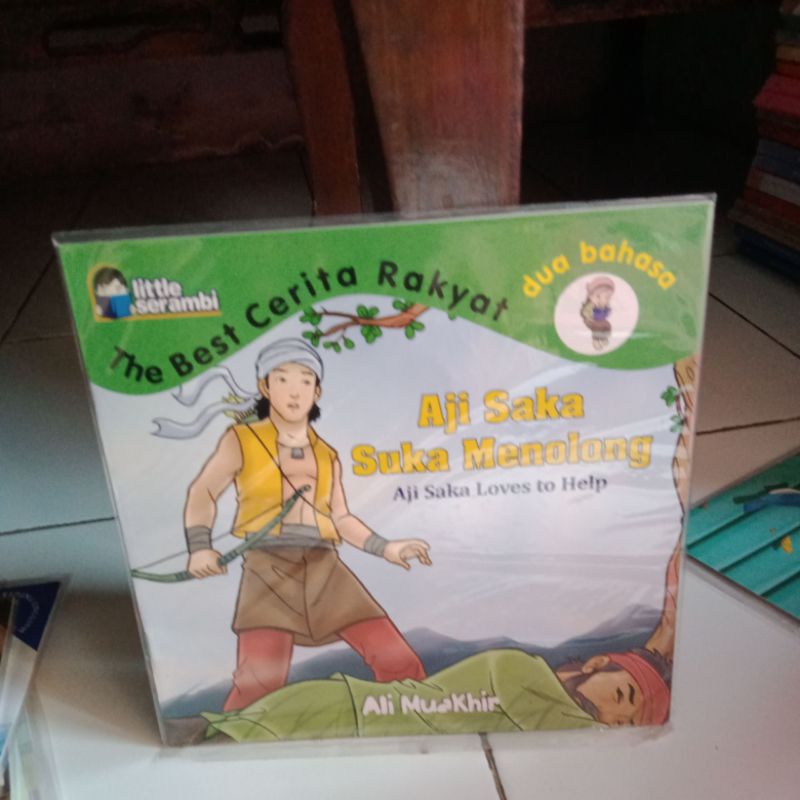 little
serambi
The Best Cerita Rakyat
dua bahasa
Aji Saka
Suka Menolong
Aji Saka Loves to Help
Ali Muakhir